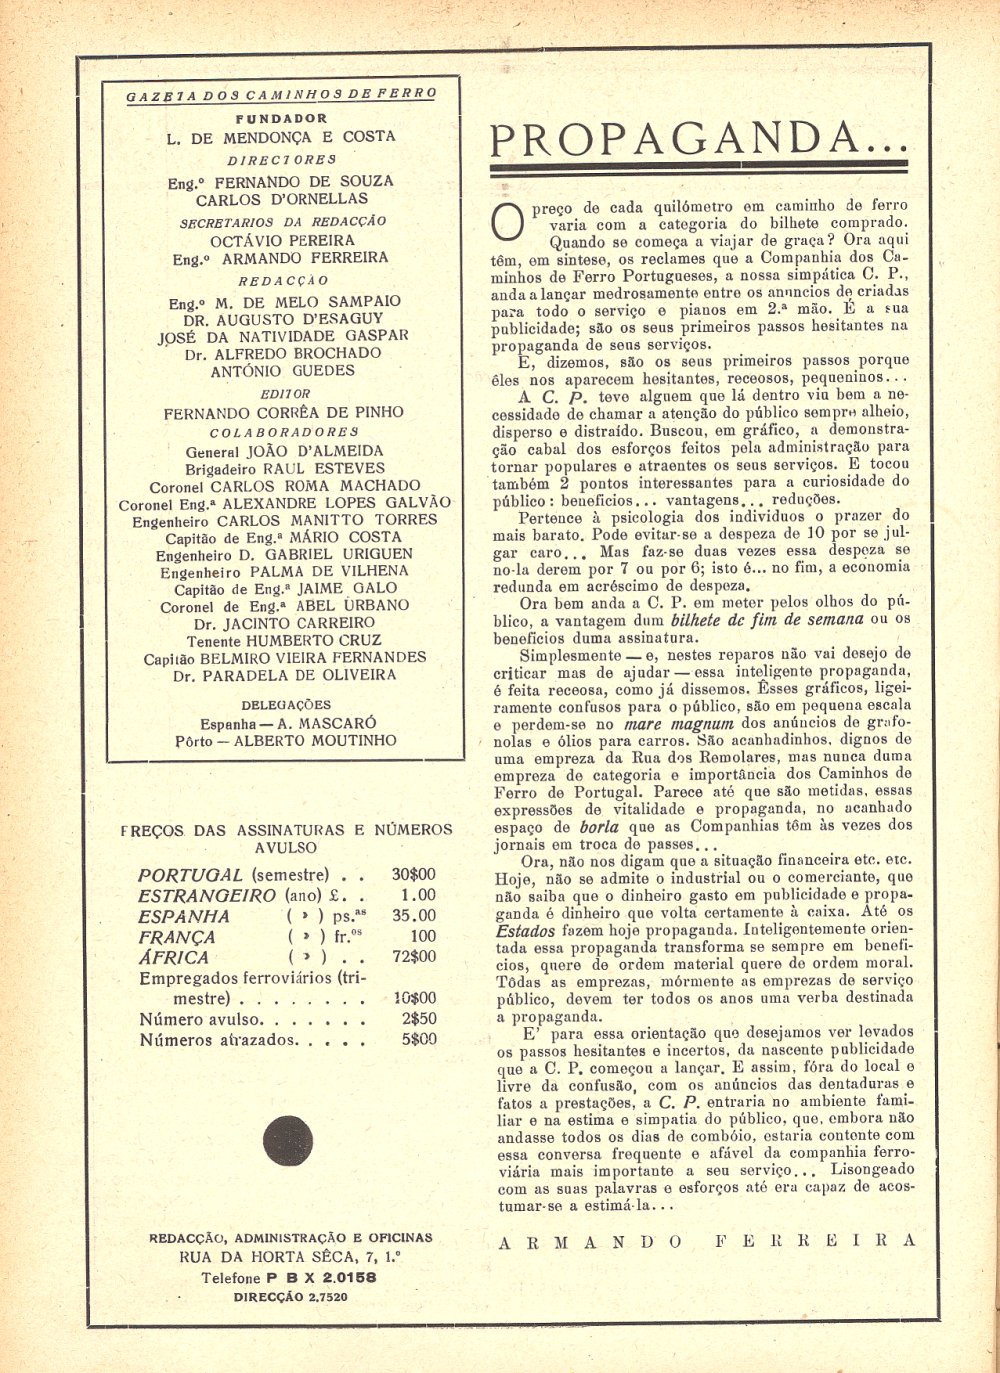 GAZETA DOS CAMINHOS DE FERRO
FUNDADOR
L. DE MENDONÇA E COSTA
DIRECTORES
Eng.º FERNANDO DE SOUZA
CARLOS D'ORNELLAS
SECRETARIOS DA REDACÇÃO
OCTÁVIO PEREIRA
Eng.º ARMANDO FERREIRA
REDACÇÃO
Eng.º M. DE MELO SAMPAIO
DR. AUGUSTO D'ESAGUY
JOSÉ DA NATIVIDADE GASPAR
Dr. ALFREDO BROCHADO
ANTÓNIO GUEDES
EDITOR
FERNANDO CORRÊA DE PINHO
COLABORADORES
General JOÃO D'ALMEIDA
Brigadeiro RAUL ESTEVES
Coronel CARLOS ROMA MACHADO
Coronel Eng.ª ALEXANDRE LOPES GALVÃO
Engenheiro CARLOS MANITTO TORRES
Capitão de Eng.ª MÁRIO COSTA
Engenheiro D. GABRIEL URIGUEN
Engenheiro PALMA DE VILHENA
Capitão de Eng.ª JAIME GALO
Coronel de Eng.ª ABEL URBANO
Dr. JACINTO CARREIRO
Tenente HUMBERTO CRUZ
Capitão BELMIRO VIEIRA FERNANDES
Dr. PARADELA DE OLIVEIRA
DELEGAÇÕES
Espanha — A. MASCARÓ
Pôrto — ALBERTO MOUTINHO
PREÇOS DAS ASSINATURAS E NÚMEROS
AVULSO
PORTUGAL (semestre) . . 30$00
ESTRANGEIRO (ano) £. . 1.00
ESPANHA ( » ) ps.as 35.00
FRANÇA ( » ) fr.os 100
ÁFRICA ( » ) . . 72$00
Empregados ferroviários (tri-
mestre) . . . . . . . . 10$00
Número avulso. . . . . . . 2$50
Números atrazados. . . . . 5$00
REDACÇÃO, ADMINISTRAÇÃO E OFICINAS
RUA DA HORTA SÊCA, 7, 1.º
Telefone P B X 2.0158
DIRECÇÃO 2.7520
PROPAGANDA...
O preço de cada quilómetro em caminho de ferro
varia com a categoria do bilhete comprado.
Quando se começa a viajar de graça? Ora aqui
têm, em sintese, os reclames que a Companhia dos Ca-
minhos de Ferro Portugueses, a nossa simpática C. P.,
anda a lançar medrosamente entre os anúncios de criadas
para todo o serviço e pianos em 2.ª mão. É a sua
publicidade; são os seus primeiros passos hesitantes na
propaganda de seus serviços.
E, dizemos, são os seus primeiros passos porque
êles nos aparecem hesitantes, receosos, pequeninos...
A C. P. teve alguem que lá dentro viu bem a ne-
cessidade de chamar a atenção do público sempre alheio,
disperso e distraído. Buscou, em gráfico, a demonstra-
ção cabal dos esforços feitos pela administração para
tornar populares e atraentes os seus serviços. E tocou
também 2 pontos interessantes para a curiosidade do
público: beneficios... vantagens... reduções.
Pertence à psicologia dos individuos o prazer do
mais barato. Pode evitar-se a despeza de 10 por se jul-
gar caro... Mas faz-se duas vezes essa despeza se
no-la derem por 7 ou por 6; isto é... no fim, a economia
redunda em acréscimo de despeza.
Ora bem anda a C. P. em meter pelos olhos do pú-
blico, a vantagem dum bilhete de fim de semana ou os
beneficios duma assinatura.
Simplesmente — e, nestes reparos não vai desejo de
criticar mas de ajudar — essa inteligente propaganda,
é feita receosa, como já dissemos. Êsses gráficos, ligei-
ramente confusos para o público, são em pequena escala
e perdem-se no mare magnum dos anúncios de grafo-
nolas e ólios para carros. São acanhadinhos, dignos de
uma empreza da Rua dos Remolares, mas nunca duma
empreza de categoria e importância dos Caminhos de
Ferro de Portugal. Parece até que são metidas, essas
expressões de vitalidade e propaganda, no acanhado
espaço de borla que as Companhias têm às vezes dos
jornais em troca de passes...
Ora, não nos digam que a situação financeira etc. etc.
Hoje, não se admite o industrial ou o comerciante, que
não saiba que o dinheiro gasto em publicidade e propa-
ganda é dinheiro que volta certamente à caixa. Até os
Estados fazem hoje propaganda. Inteligentemente orien-
tada essa propaganda transforma se sempre em benefi-
cios, quere de ordem material quere de ordem moral.
Tôdas as emprezas, mórmente as emprezas de serviço
público, devem ter todos os anos uma verba destinada
a propaganda.
E' para essa orientação que desejamos ver levados
os passos hesitantes e incertos, da nascente publicidade
que a C. P. começou a lançar. E assim, fóra do local e
livre da confusão, com os anúncios das dentaduras e
fatos a prestações, a C. P. entraria no ambiente fami-
liar e na estima e simpatia do público, que, embora não
andasse todos os dias de combóio, estaria contente com
essa conversa frequente e afável da companhia ferro-
viária mais importante a seu serviço... Lisongeado
com as suas palavras e esforços até era capaz de acos-
tumar-se a estimá-la...
ARMANDO FERREIRA